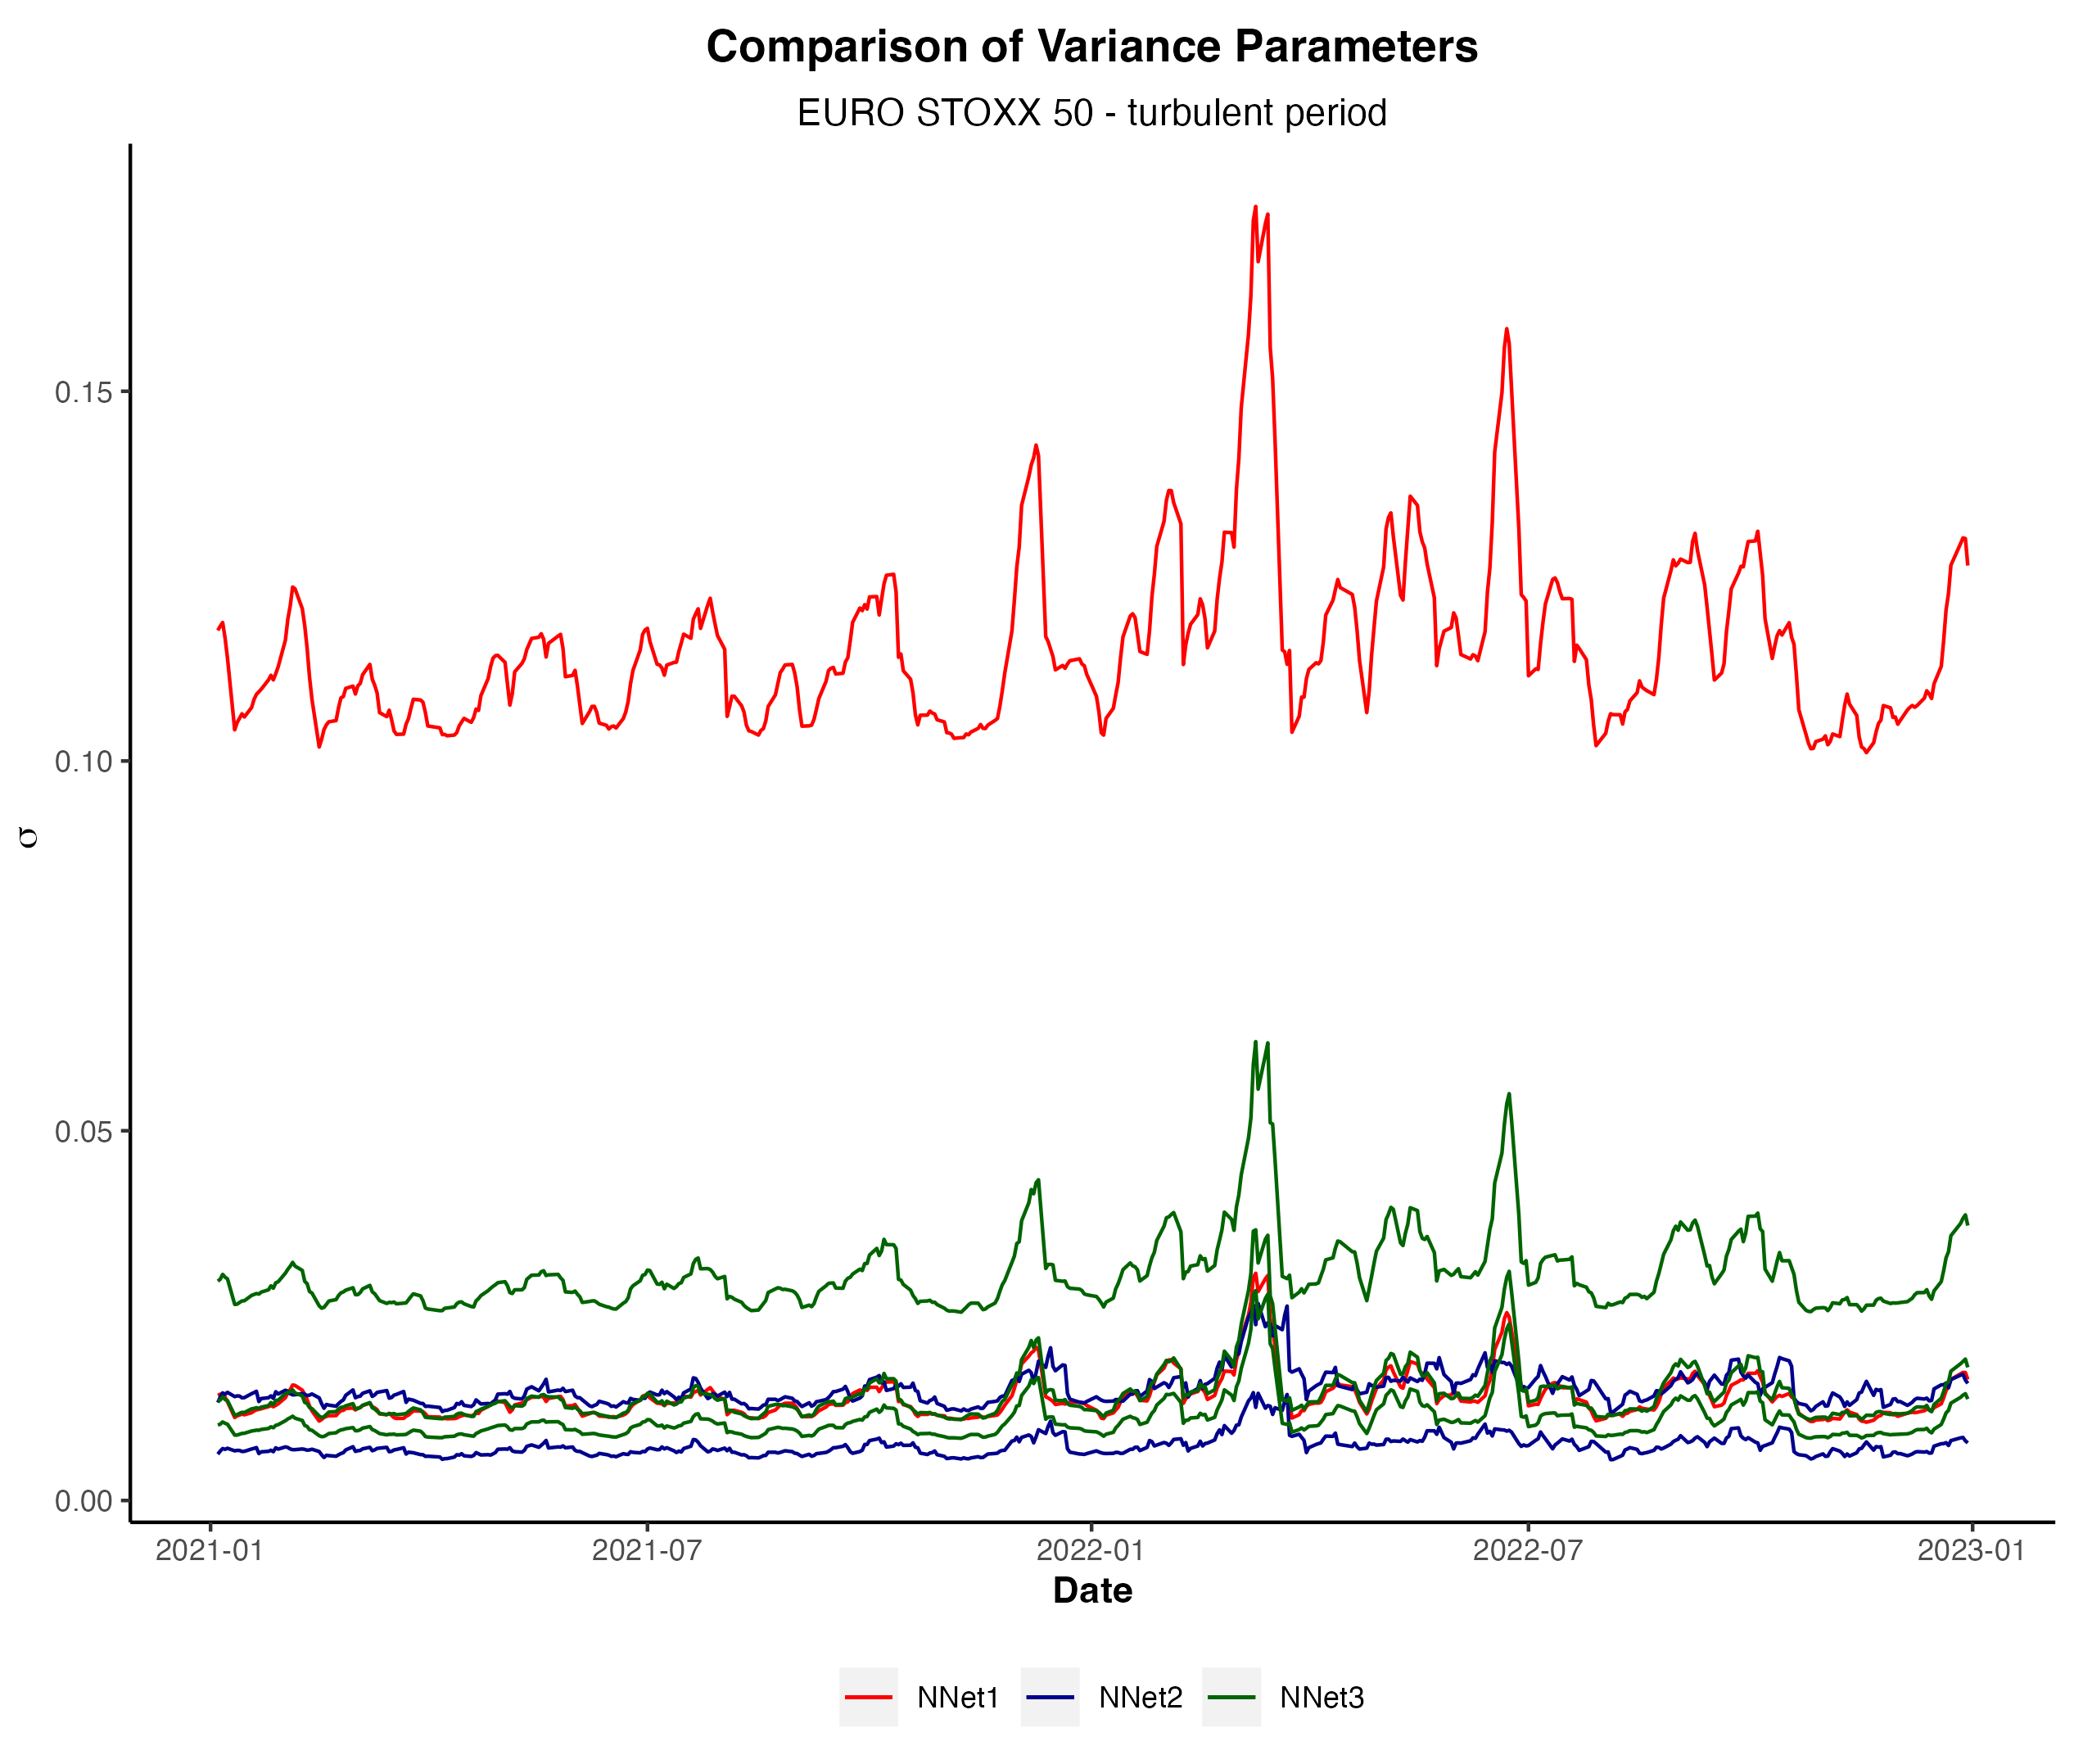 Comparison of Variance Parameters
EURO STOXX 50 - turbulent period
0.15
0.10
σ
0.05
0.00
2021-01 2021-07 2022-01 2022-07 2023-01
Date
NNet1 NNet2 NNet3